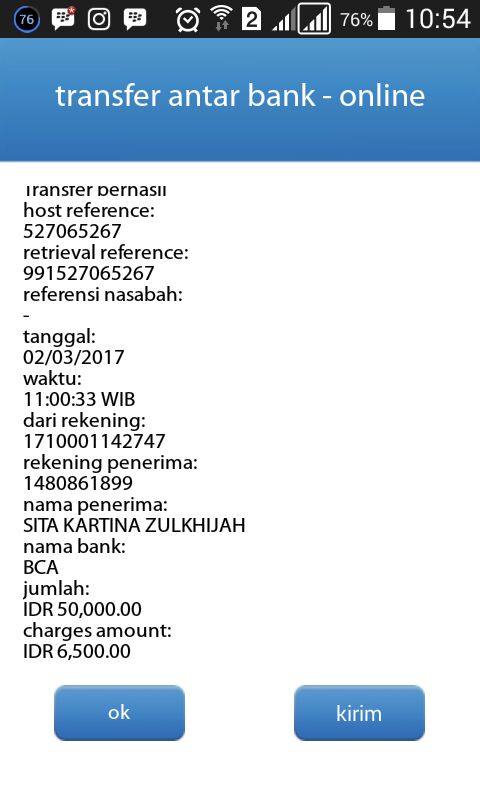 76
2
76%
10:54
transfer antar bank - online
Transfer berhasil
host reference:
527065267
retrieval reference:
991527065267
referensi nasabah:
-
tanggal:
02/03/2017
waktu:
11:00:33 WIB
dari rekening:
1710001142747
rekening penerima:
1480861899
nama penerima:
SITA KARTINA ZULKHIJAH
nama bank:
BCA
jumlah:
IDR 50,000.00
charges amount:
IDR 6,500.00
ok
kirim